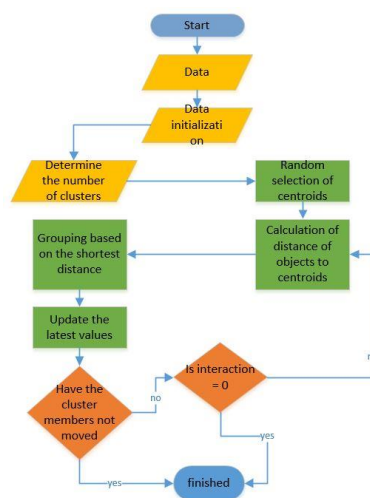 Start
Data
Data
initializati
on
Determine
the number
of clusters
Random
selection of
centroids
Grouping based
on the shortest
distance
Calculation of
distance of
objects to
centroids
Update the
latest values
Have the
cluster
members not
moved
no
Is interaction
= 0
yes
yes
finished